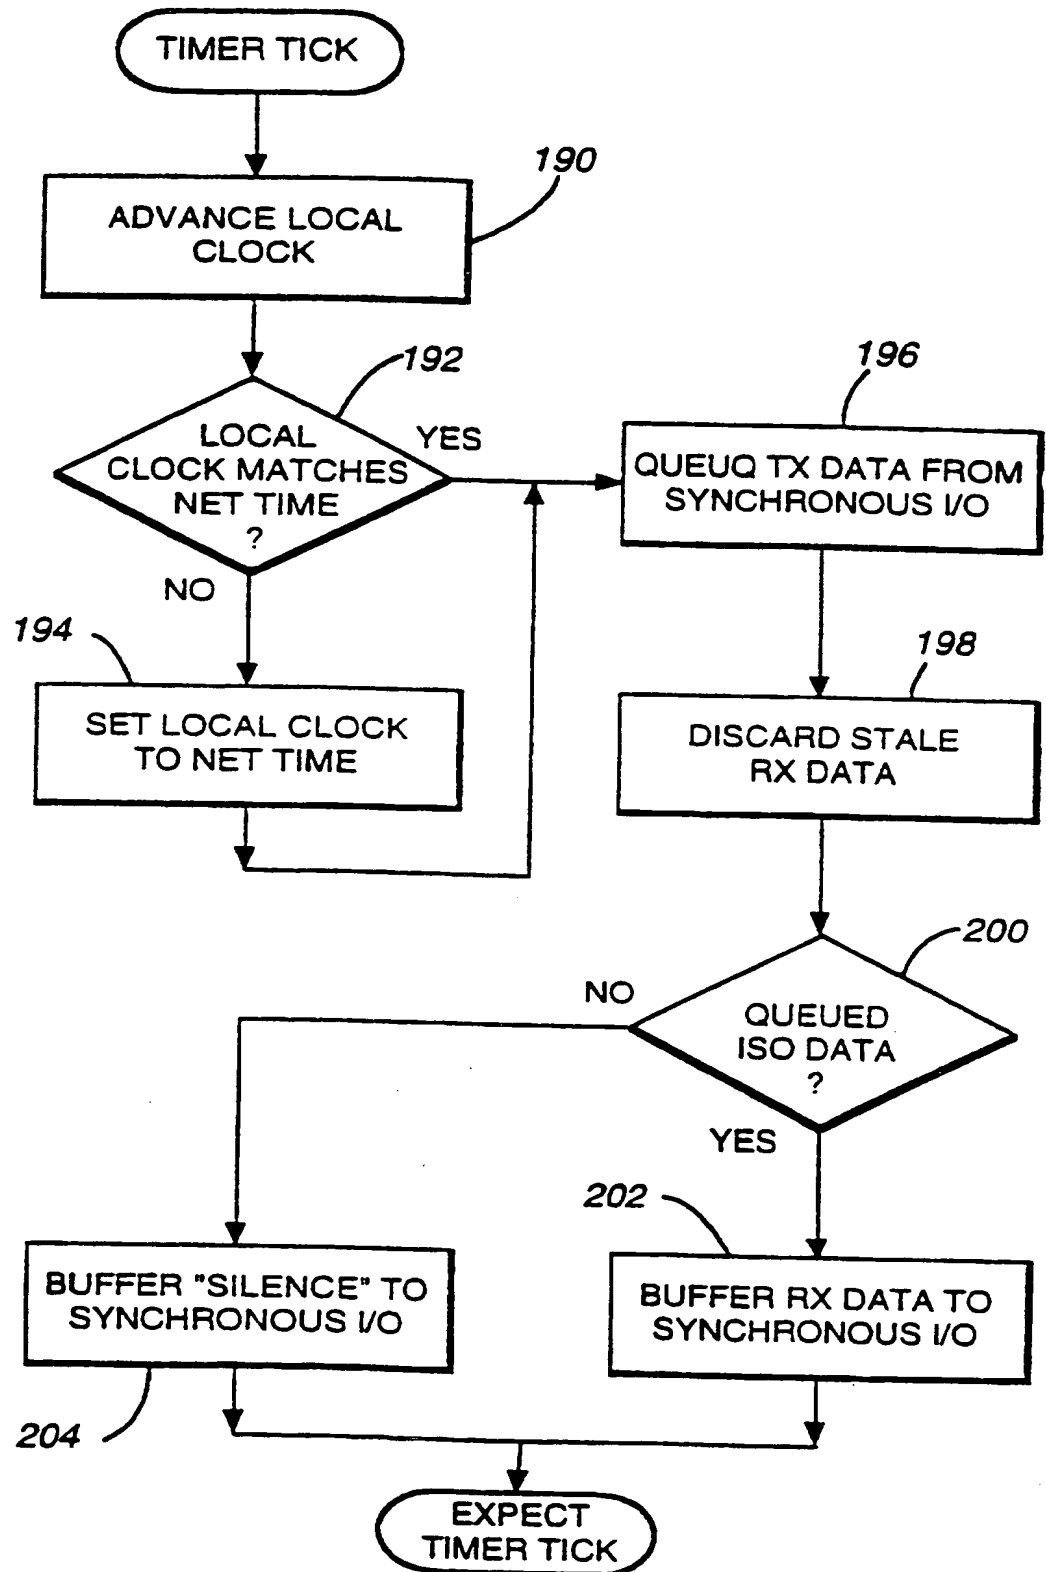 TIMER TICK
190
ADVANCE LOCAL
CLOCK
192
LOCAL
CLOCK MATCHES
NET TIME
?
YES
NO
194
SET LOCAL CLOCK
TO NET TIME
196
QUEUQ TX DATA FROM
SYNCHRONOUS I/O
198
DISCARD STALE
RX DATA
200
QUEUED
ISO DATA
?
NO
YES
202
BUFFER RX DATA TO
SYNCHRONOUS I/O
BUFFER "SILENCE" TO
SYNCHRONOUS I/O
204
EXPECT
TIMER TICK